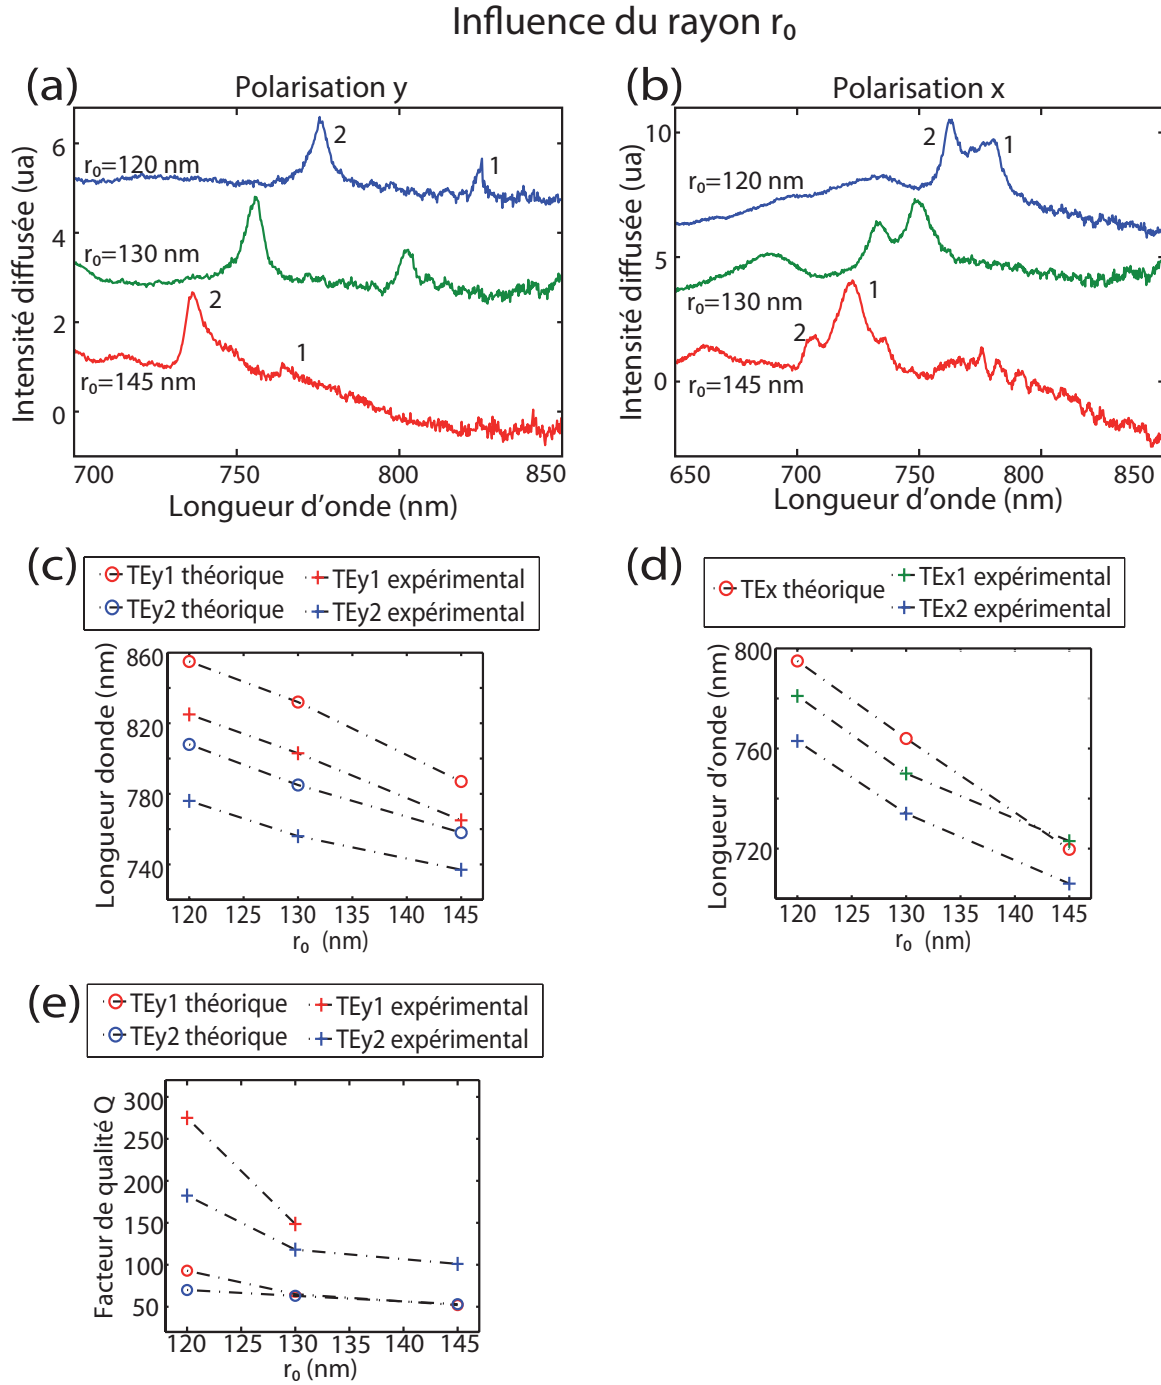 Influence du rayon r₀
(a)
Polarisation y
6
4
2
0
Intensité diffusée (ua)
r₀=120 nm
2
1
r₀=130 nm
2
1
r₀=145 nm
700 750 800 850
Longueur d'onde (nm)
(b)
Polarisation x
10
5
0
Intensité diffusée (ua)
2
1
r₀=120 nm
r₀=130 nm
1
2
r₀=145 nm
650 700 750 800 850
Longueur d'onde (nm)
(c)
TEy1 théorique TEy1 expérimental
TEy2 théorique TEy2 expérimental
860
820
780
740
Longueur donde (nm)
120 125 130 135 140 145
r₀ (nm)
(d)
TEx théorique
TEx1 expérimental
TEx2 expérimental
800
760
720
Longueur d'onde (nm)
120 125 130 135 140 145
r₀ (nm)
(e)
TEy1 théorique TEy1 expérimental
TEy2 théorique TEy2 expérimental
300
250
200
150
100
50
Facteur de qualité Q
120 125 130 135 140 145
r₀ (nm)